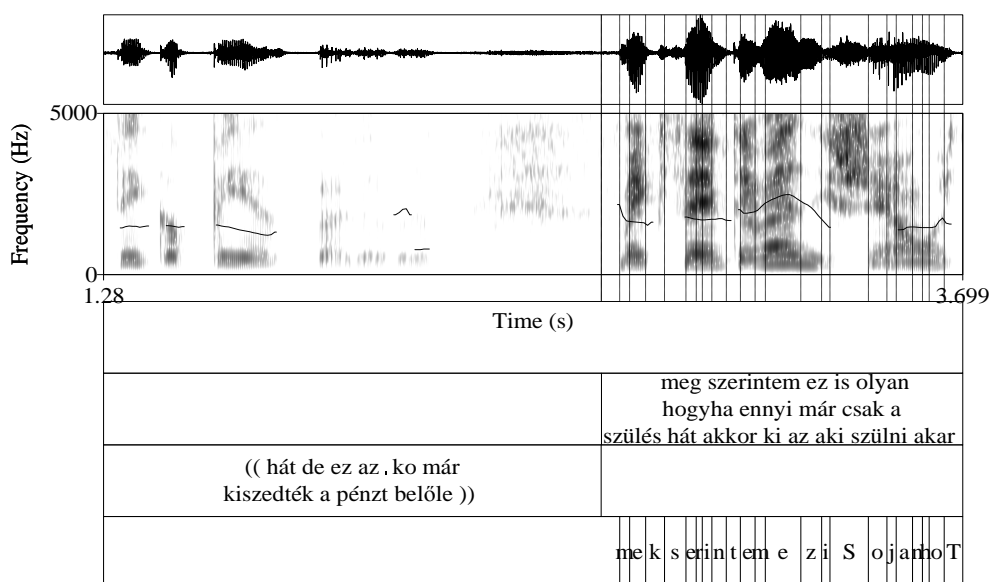 5000
Frequency (Hz)
0
1.28
3.699
Time (s)
meg szerintem ez is olyan
hogyha ennyi már csak a
szülés hát akkor ki az aki szülni akar
(( hát de ez az . ko már
kiszedték a pénzt belőle ))
m e k s e r i n t e m e z i S o j a n h o T